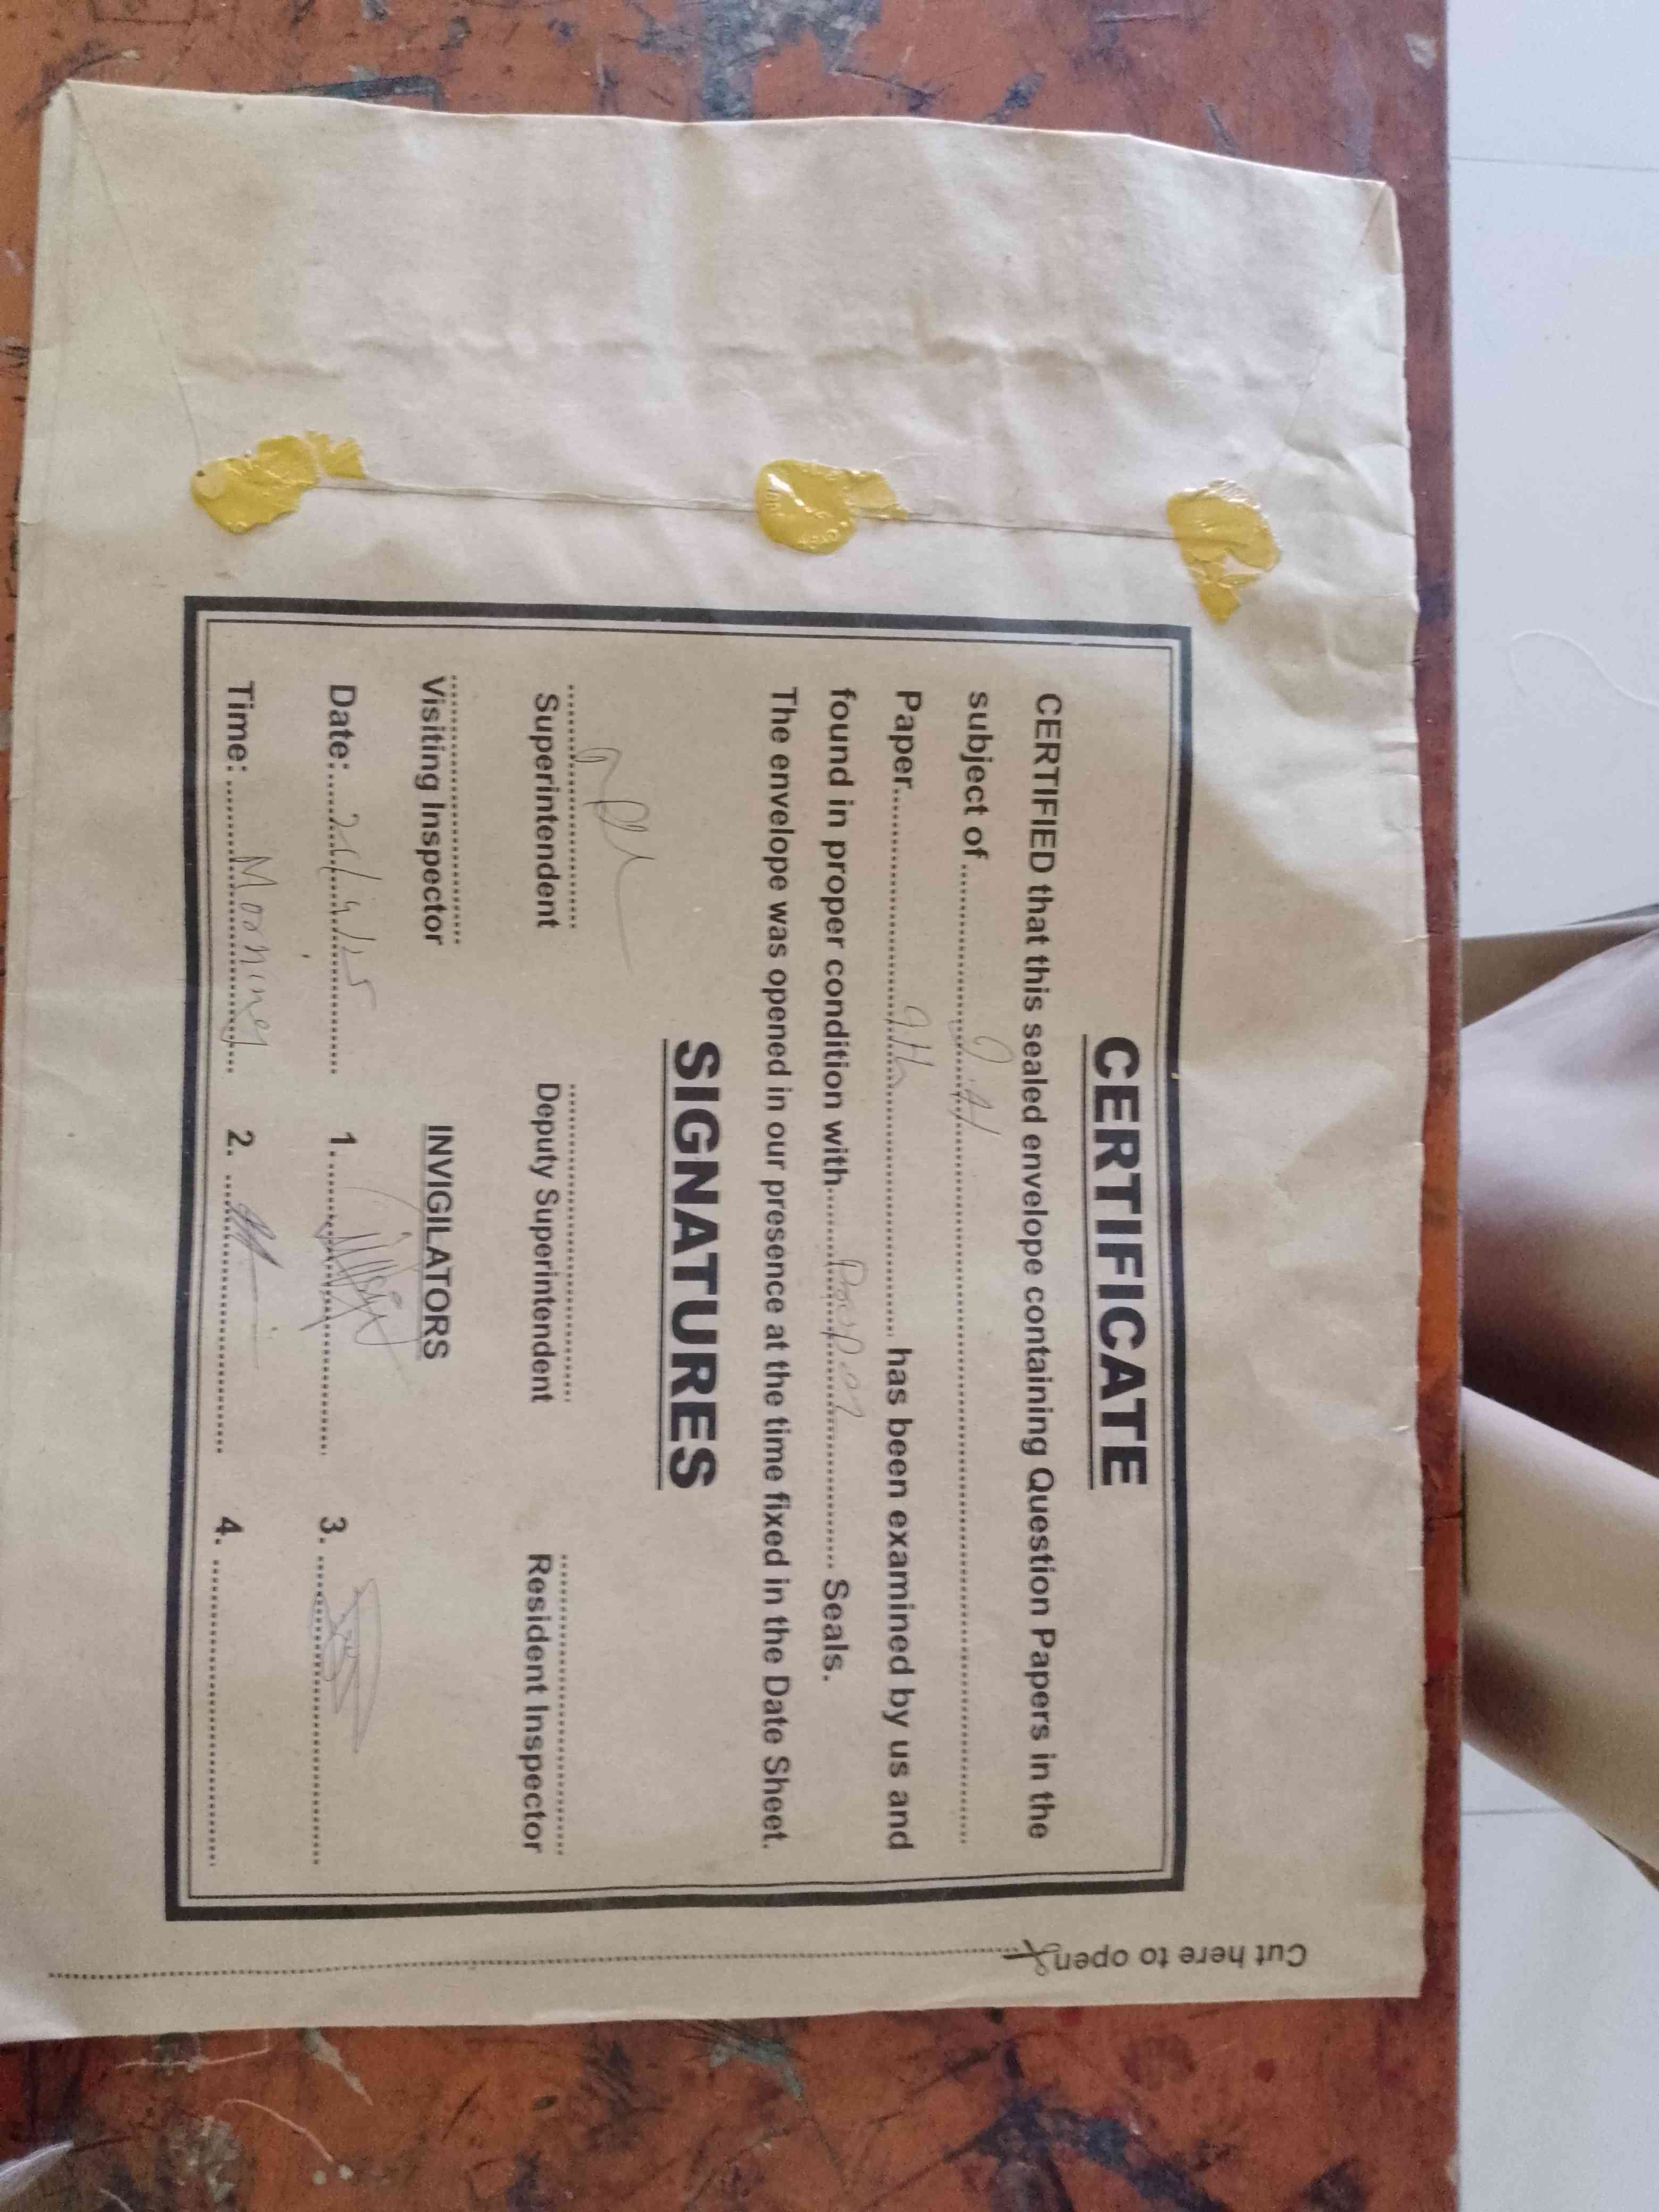 CERTIFICATE
CERTIFIED that this sealed envelope containing Question Papers in the
subject of
Paper has been examined by us and
found in proper condition with Seals.
The envelope was opened in our presence at the time fixed in the Date Sheet.
SIGNATURES
Superintendent Deputy Superintendent Resident Inspector
Visiting Inspector INVIGILATORS
Date: 1. 3.
Time: Morning 2. 4.
Cut here to open